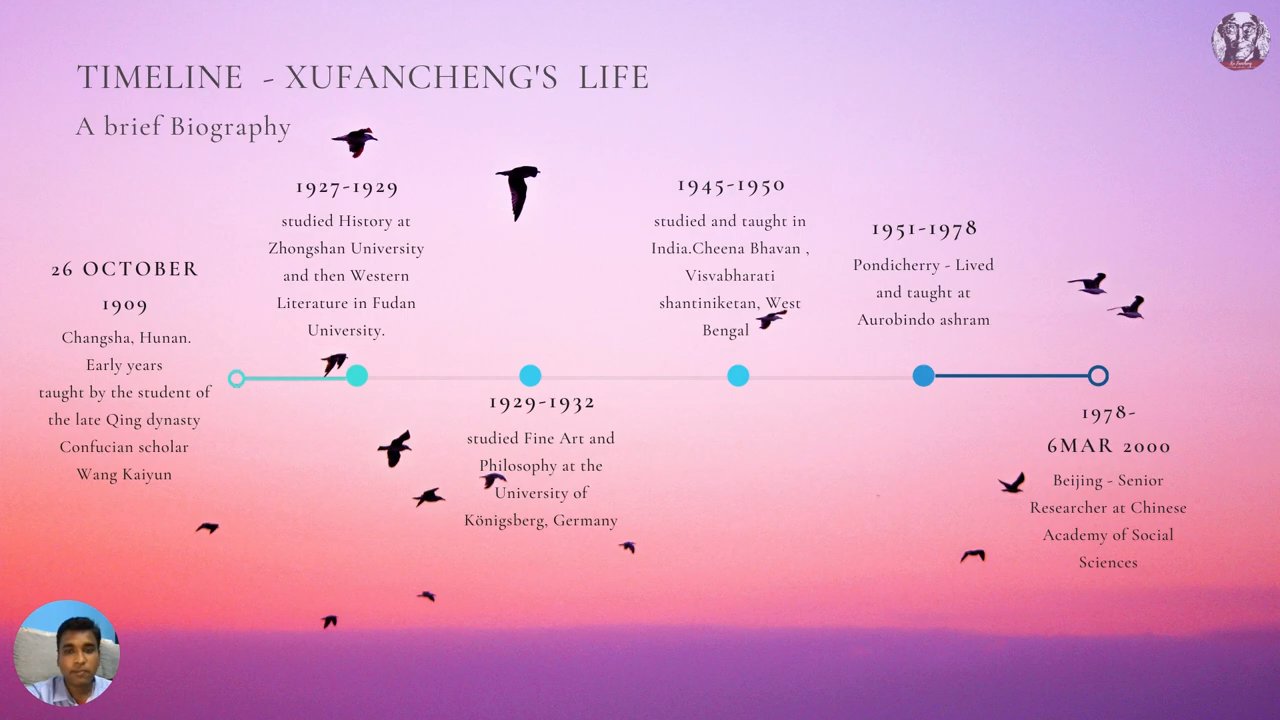 TIMELINE - XUFANCHENG'S LIFE
A brief Biography
26 OCTOBER
1909
Changsha, Hunan.
Early years
taught by the student of
the late Qing dynasty
Confucian scholar
Wang Kaiyun
1927-1929
studied History at
Zhongshan University
and then Western
Literature in Fudan
University.
1929-1932
studied Fine Art and
Philosophy at the
University of
Königsberg, Germany
1945-1950
studied and taught in
India.Cheena Bhavan ,
Visvabharati
shantiniketan, West
Bengal
1951-1978
Pondicherry - Lived
and taught at
Aurobindo ashram
1978-
6MAR 2000
Beijing - Senior
Researcher at Chinese
Academy of Social
Sciences